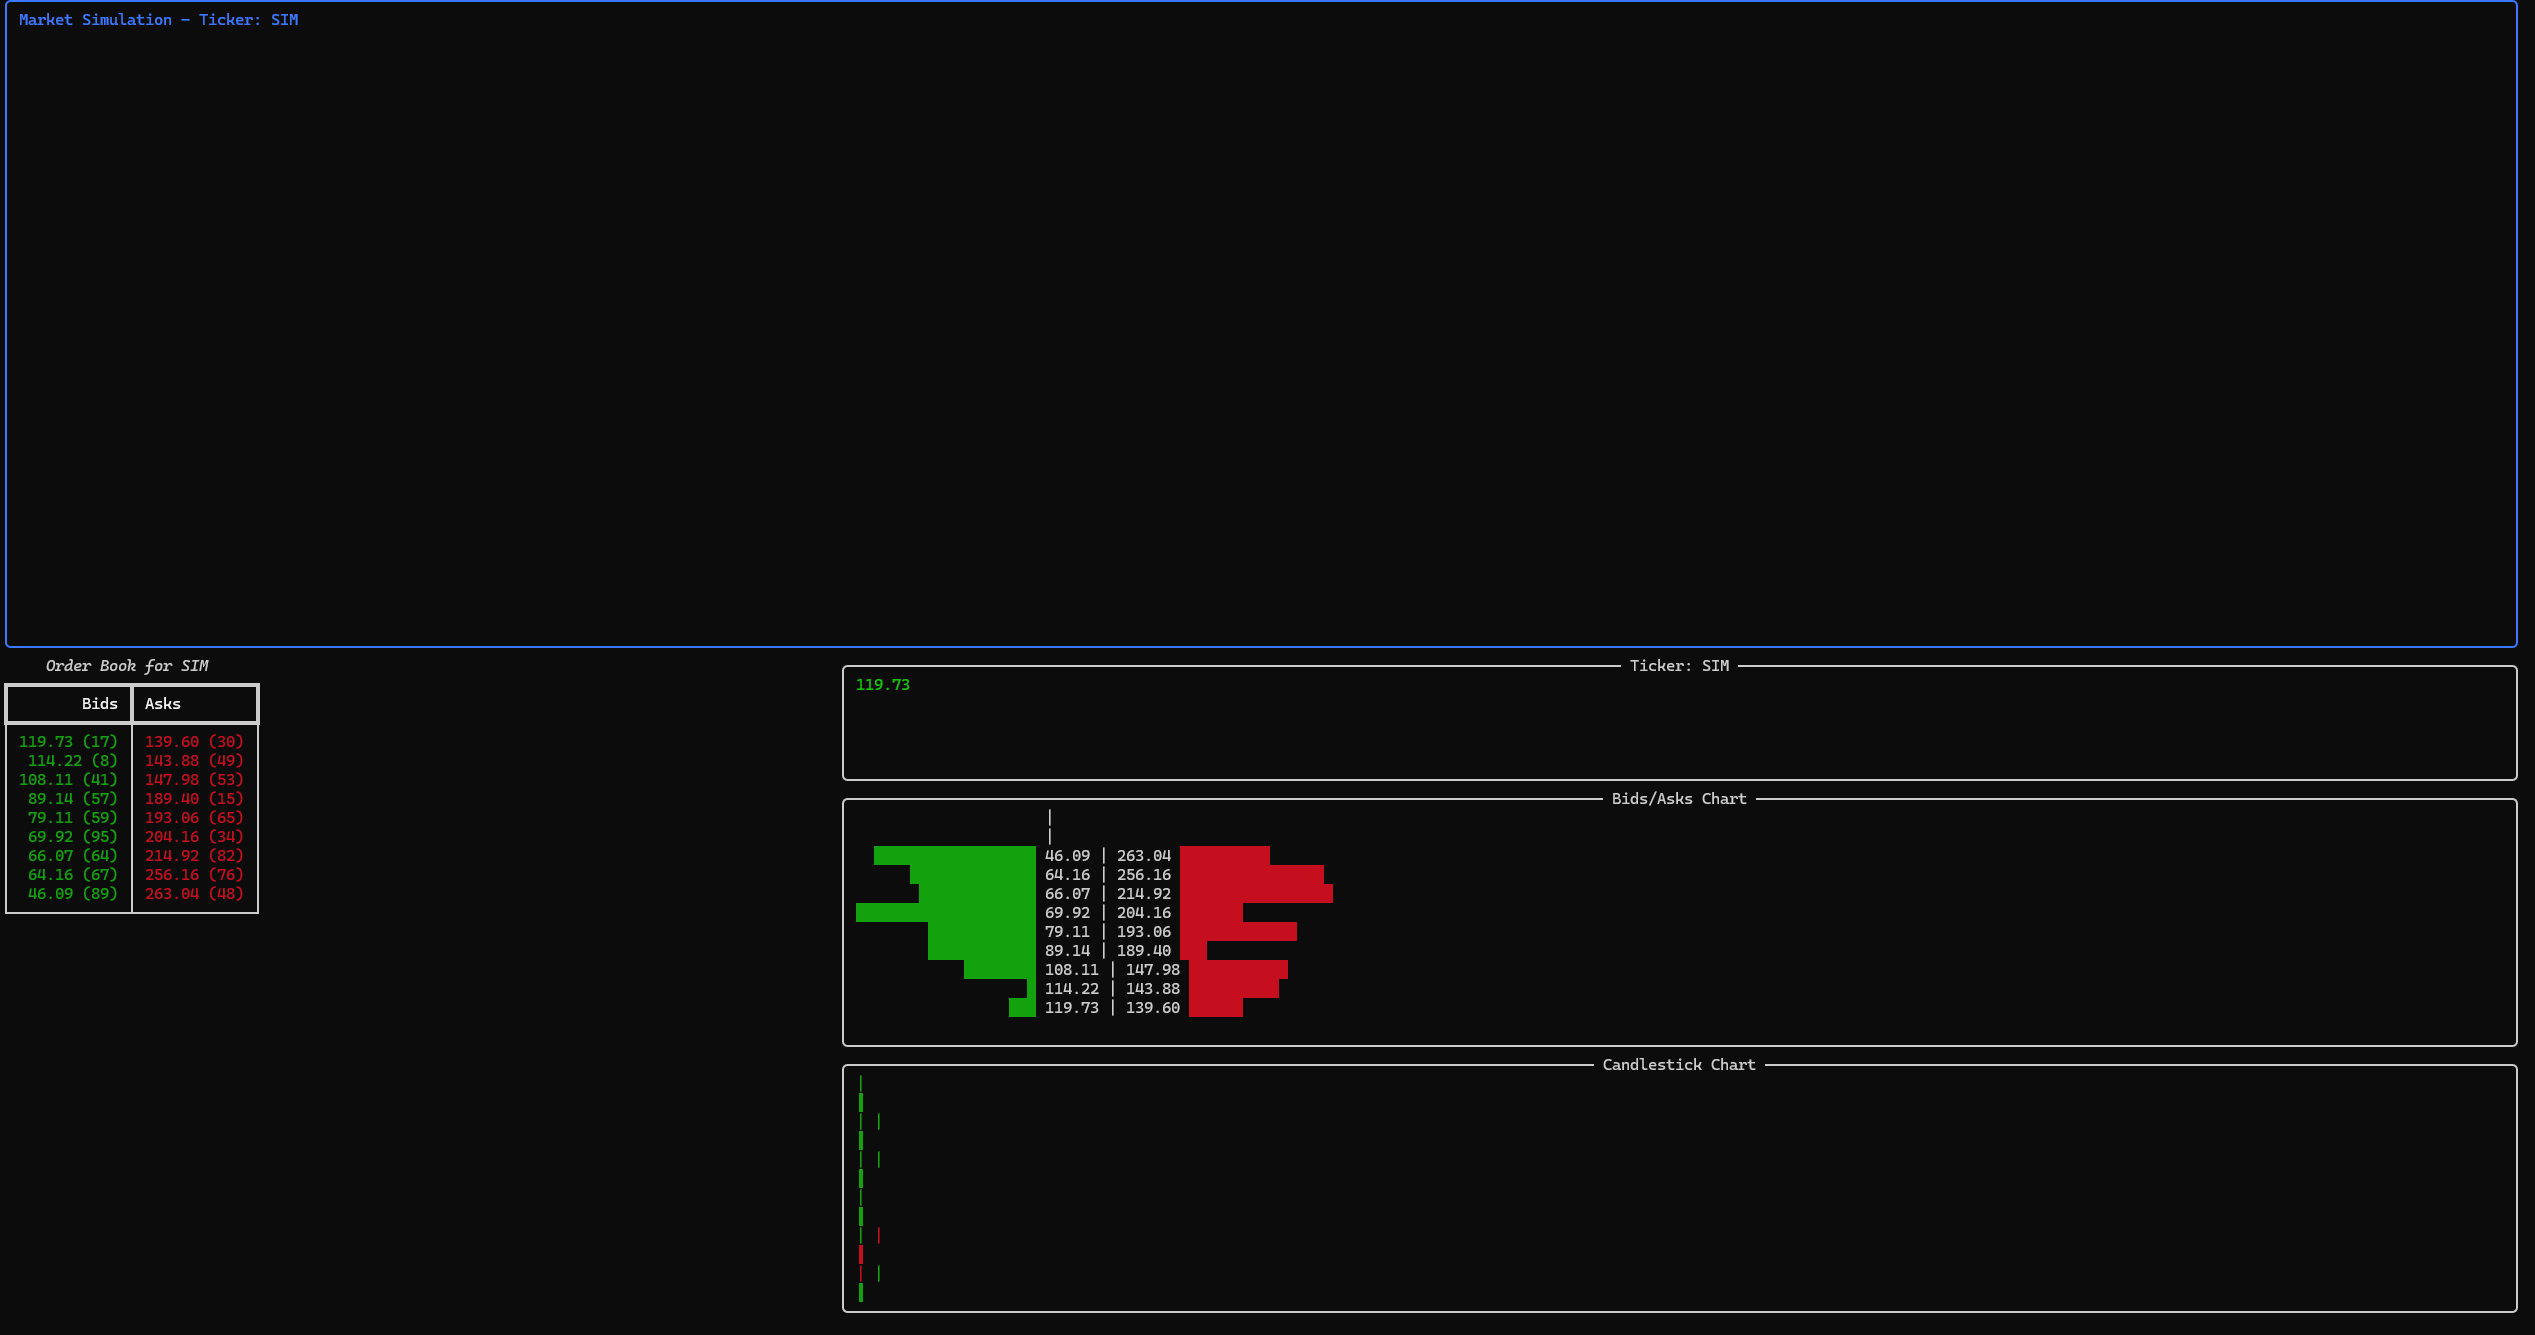 Market Simulation - Ticker: SIM
Order Book for SIM
Bids Asks
119.73 (17) 139.60 (30)
114.22 (8) 143.88 (49)
108.11 (41) 147.98 (53)
89.14 (57) 189.40 (15)
79.11 (59) 193.06 (65)
69.92 (95) 204.16 (34)
66.07 (64) 214.92 (82)
64.16 (67) 256.16 (76)
46.09 (89) 263.04 (48)
Ticker: SIM
119.73
Bids/Asks Chart
|
|
46.09 | 263.04
64.16 | 256.16
66.07 | 214.92
69.92 | 204.16
79.11 | 193.06
89.14 | 189.40
108.11 | 147.98
114.22 | 143.88
119.73 | 139.60
Candlestick Chart